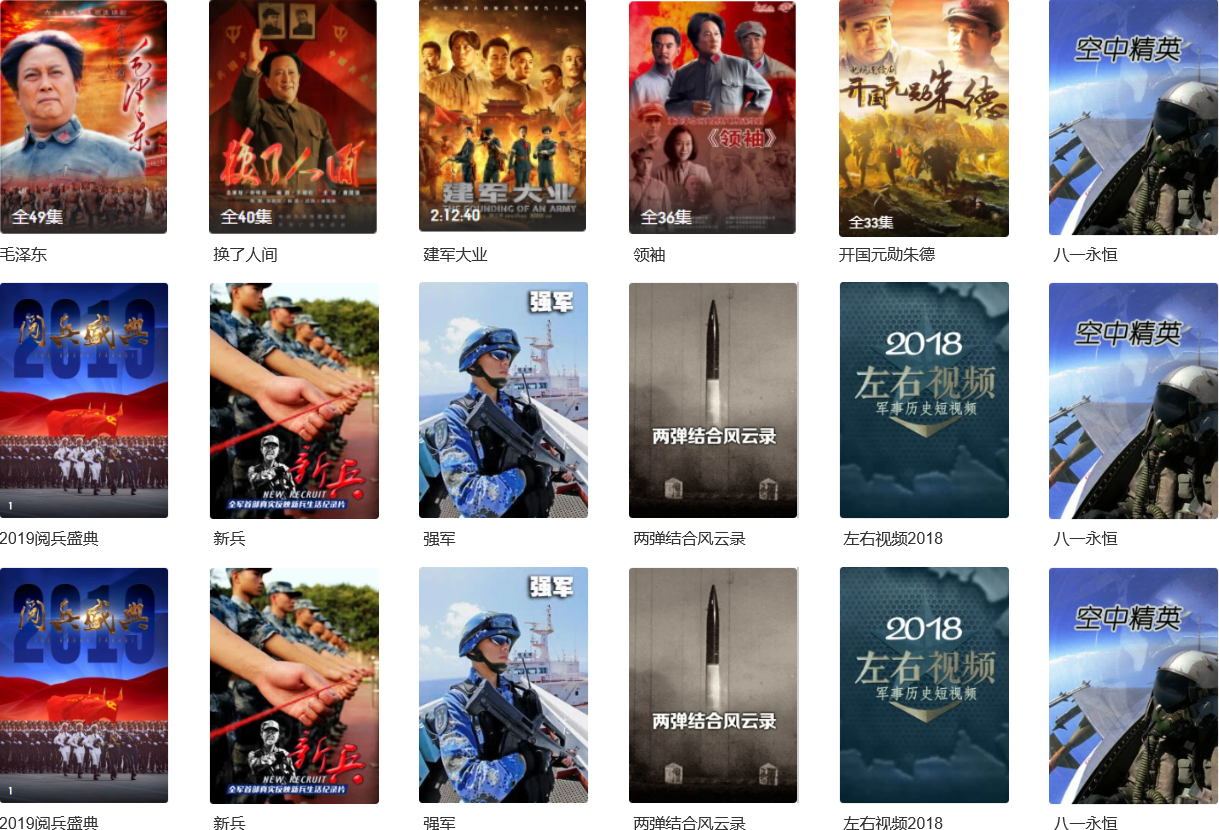 毛泽东
全49集
毛泽东
换了人间
全40集
换了人间
建军大业
THE FOUNDING OF AN ARMY
2:12:40
建军大业
《领袖》
全36集
领袖
电视连续剧
开国元勋朱德
全33集
开国元勋朱德
空中精英
八一永恒
2019
阅兵盛典
1
2019阅兵盛典
新兵
NEW RECRUIT
全军首部真实反映新兵生活纪录片
新兵
强军
强军
两弹结合风云录
两弹结合风云录
2018
左右视频
军事历史短视频
左右视频2018
空中精英
八一永恒
2019
阅兵盛典
1
2019阅兵盛典
新兵
NEW RECRUIT
全军首部真实反映新兵生活纪录片
新兵
强军
强军
两弹结合风云录
两弹结合风云录
2018
左右视频
军事历史短视频
左右视频2018
空中精英
八一永恒